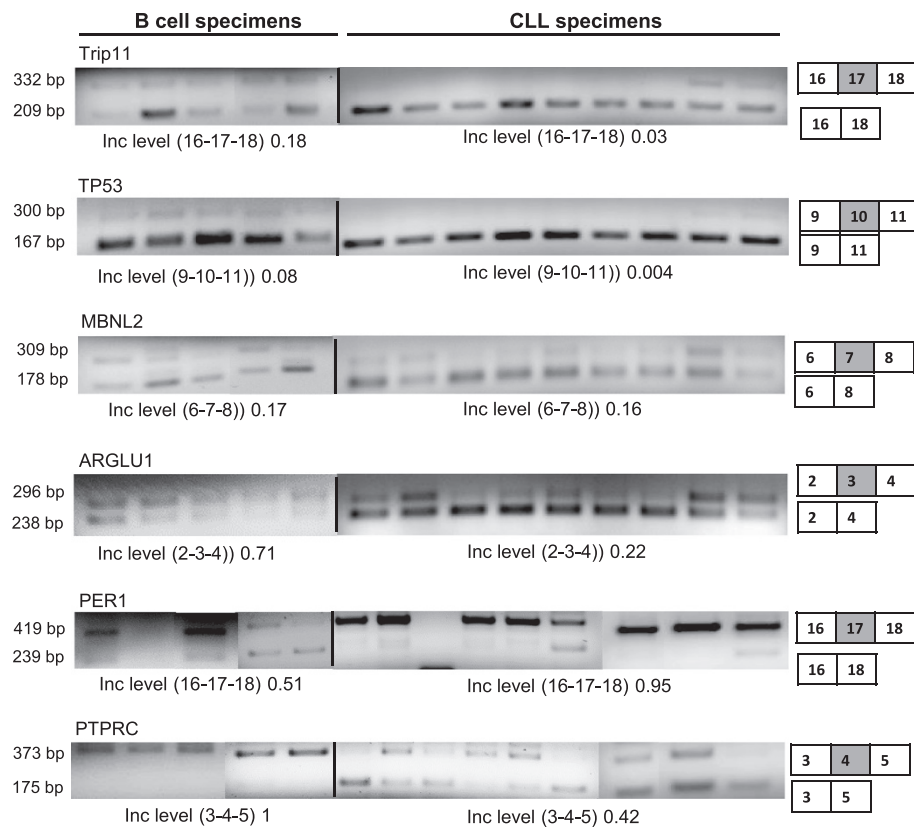 B cell specimens CLL specimens
Trip11
332 bp 16 17 18
209 bp 16 18
Inc level (16-17-18) 0.18 Inc level (16-17-18) 0.03
TP53
300 bp 9 10 11
167 bp 9 11
Inc level (9-10-11)) 0.08 Inc level (9-10-11)) 0.004
MBNL2
309 bp 6 7 8
178 bp 6 8
Inc level (6-7-8)) 0.17 Inc level (6-7-8)) 0.16
ARGLU1
296 bp 2 3 4
238 bp 2 4
Inc level (2-3-4)) 0.71 Inc level (2-3-4)) 0.22
PER1
419 bp 16 17 18
239 bp 16 18
Inc level (16-17-18) 0.51 Inc level (16-17-18) 0.95
PTPRC
373 bp 3 4 5
175 bp 3 5
Inc level (3-4-5) 1 Inc level (3-4-5) 0.42